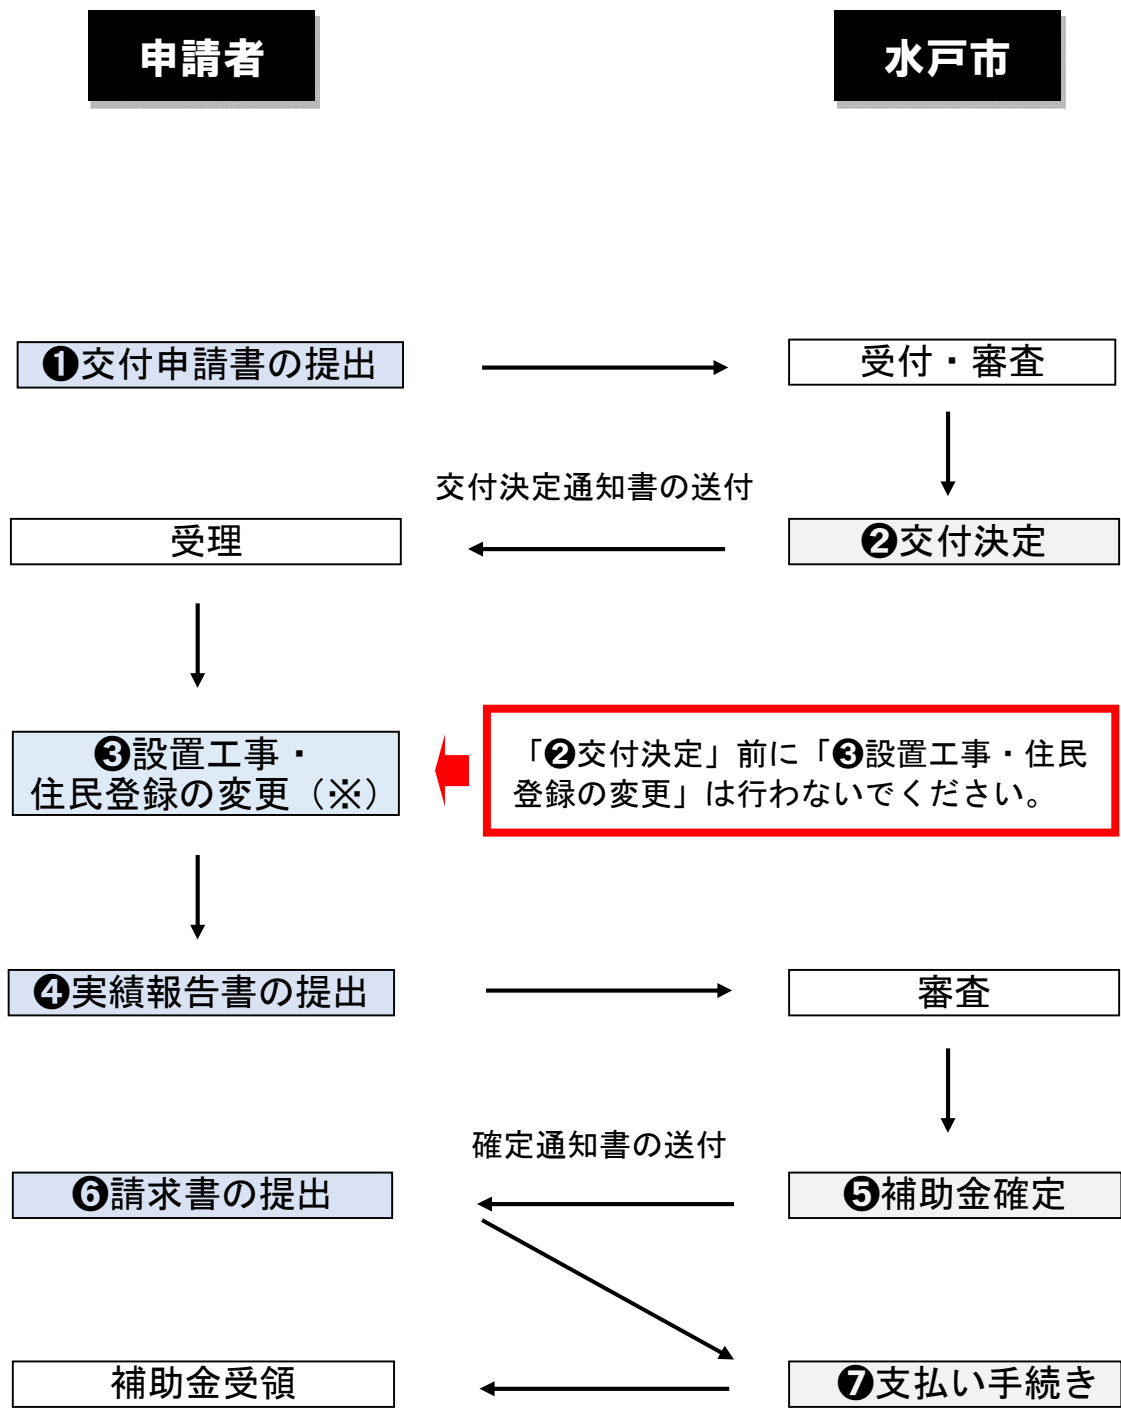 申請者
水戸市
❶交付申請書の提出
受付・審査
交付決定通知書の送付
受理
❷交付決定
❸設置工事・
住民登録の変更（※）
「❷交付決定」前に「❸設置工事・住民
登録の変更」は行わないでください。
❹実績報告書の提出
審査
確定通知書の送付
❻請求書の提出
❺補助金確定
補助金受領
❼支払い手続き